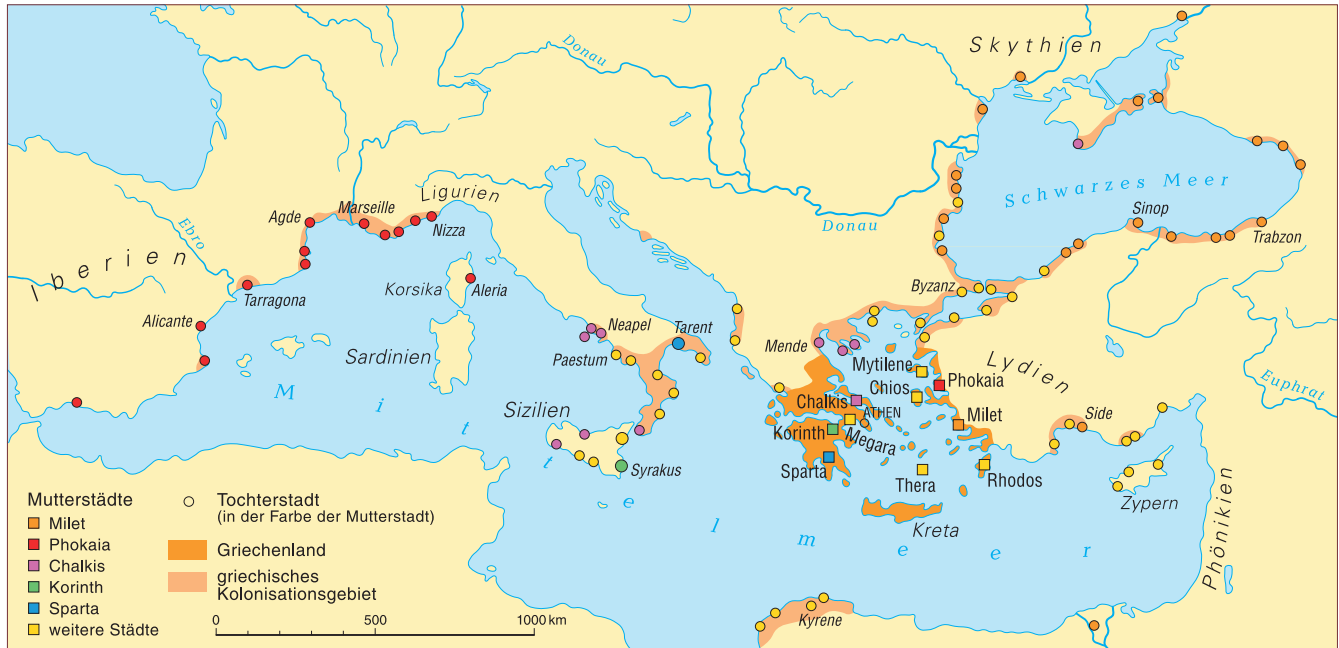 Skythien
Donau
Schwarzes Meer
Sinop
Trabzon
Donau
Ligurien
Agde
Marseille
Nizza
Ebro
Iberien
Tarragona
Korsika
Aleria
Alicante
Sardinien
Neapel
Tarent
Paestum
Byzanz
Mende
Mytilene
Lydien
Chios
Phokaia
Euphrat
Chalkis
ATHEN
Milet
Side
Korinth
Megara
Sizilien
Sparta
Syrakus
Thera
Rhodos
Zypern
Kreta
Phönikien
Mittelmeer
Kyrene
Mutterstädte
Milet
Phokaia
Chalkis
Korinth
Sparta
weitere Städte
Tochterstadt
(in der Farbe der Mutterstadt)
Griechenland
griechisches
Kolonisationsgebiet
0 500 1000 km